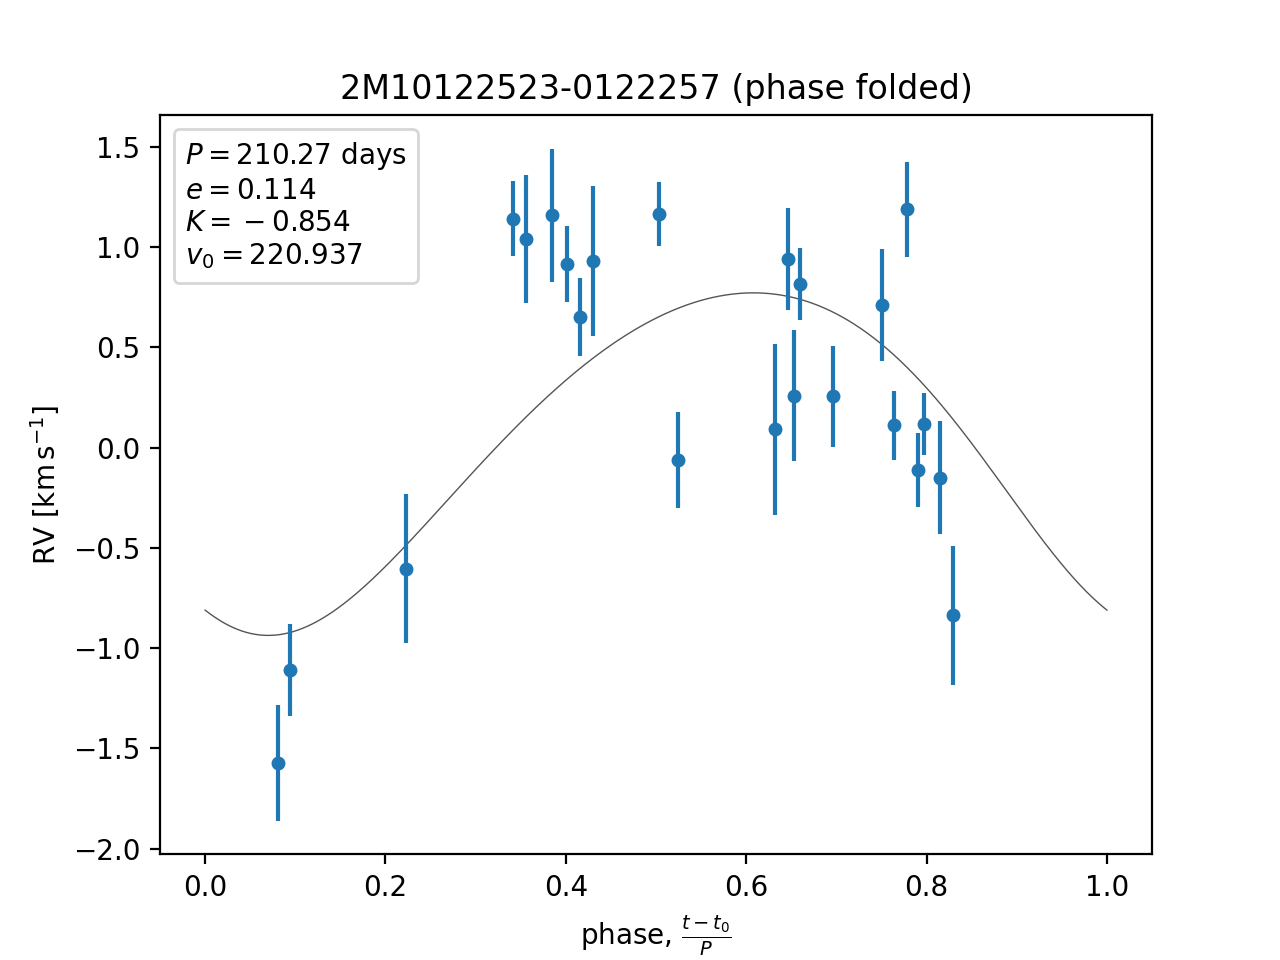 2M10122523-0122257 (phase folded)
P = 210.27 days
e = 0.114
K = −0.854
v₀ = 220.937
1.5
1.0
0.5
0.0
−0.5
−1.0
−1.5
−2.0
RV [km s⁻¹]
0.0 0.2 0.4 0.6 0.8 1.0
phase, (t − t₀)/P